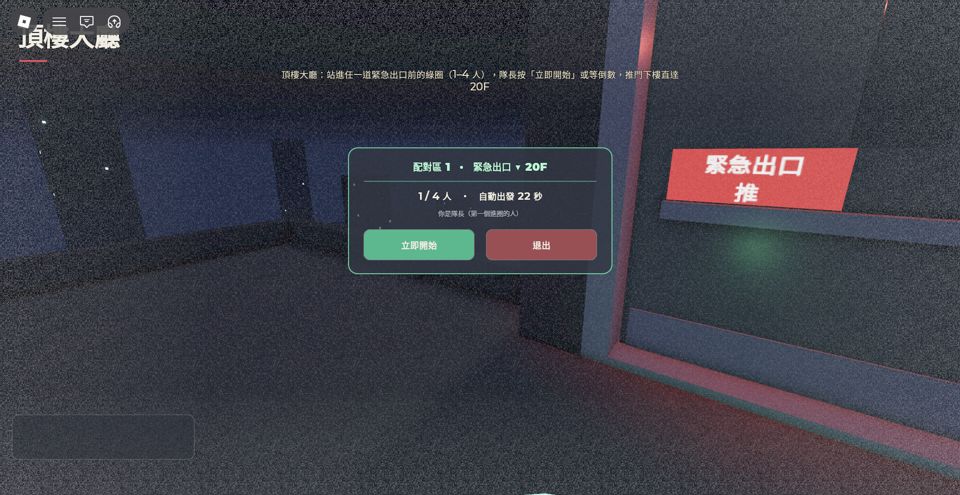 頂樓大廳
頂樓大廳：站進任一道緊急出口前的綠圈（1–4 人），隊長按「立即開始」或等倒數，推門下樓直達
20F
配對區 1 • 緊急出口 ▼ 20F
1 / 4 人 • 自動出發 22 秒
你是隊長（第一個進圈的人）
立即開始
退出
緊急出口
推